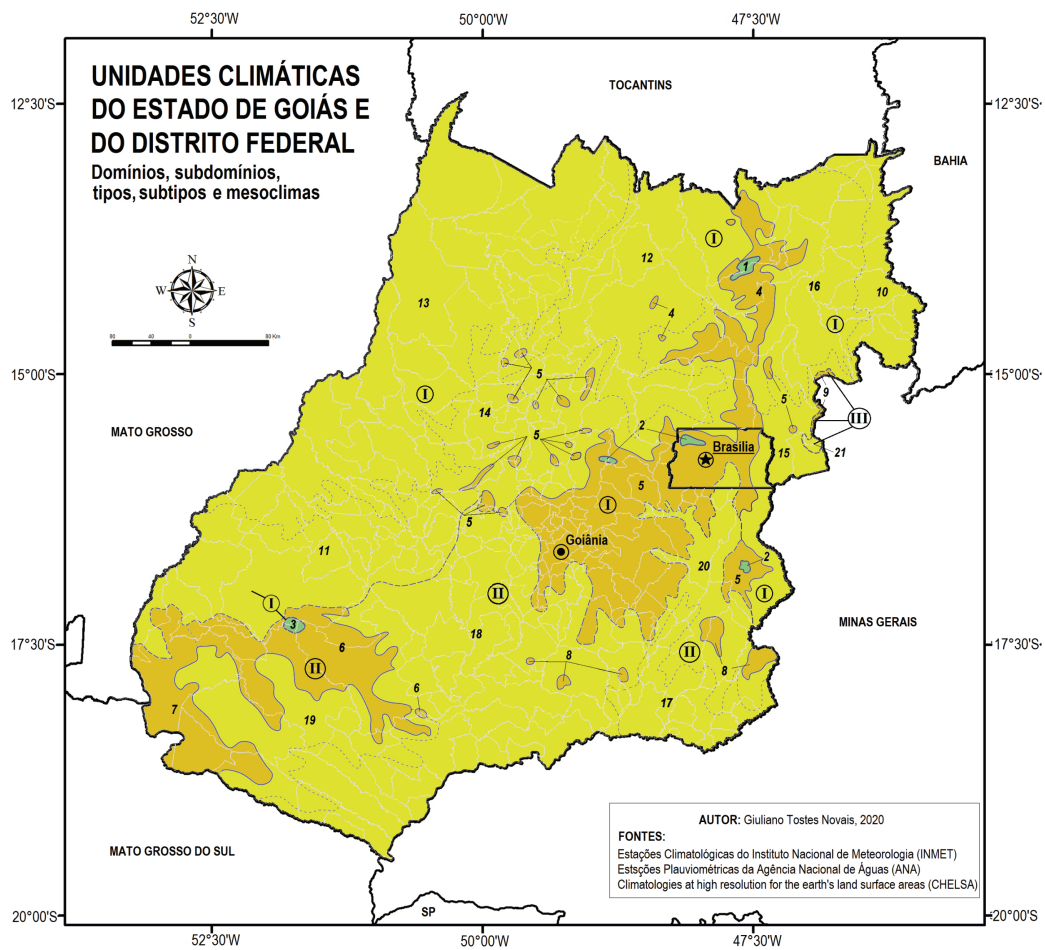 52°30'W 50°00'W 47°30'W
UNIDADES CLIMÁTICAS
DO ESTADO DE GOIÁS E
DO DISTRITO FEDERAL
Domínios, subdomínios,
tipos, subtipos e mesoclimas
TOCANTINS
12°30'S 12°30'S
BAHIA
N
W E
S
80 40 0 80 Km
I
12
1
4
16
10
13
4
I
15°00'S 15°00'S
5
9
I
14
5
III
2
5
MATO GROSSO
Brasília
15
21
5
I
5
Goiânia
11
20
2
5
II
I
I
3
18
MINAS GERAIS
6
17°30'S 17°30'S
II
II
8
8
6
7
19
17
MATO GROSSO DO SUL
AUTOR: Giuliano Tostes Novais, 2020
FONTES:
Estações Climatológicas do Instituto Nacional de Meteorologia (INMET)
Estsções Plauviométricas da Agência Nacional de Águas (ANA)
Climatologies at high resolution for the earth's land surface areas (CHELSA)
SP
20°00'S 20°00'S
52°30'W 50°00'W 47°30'W